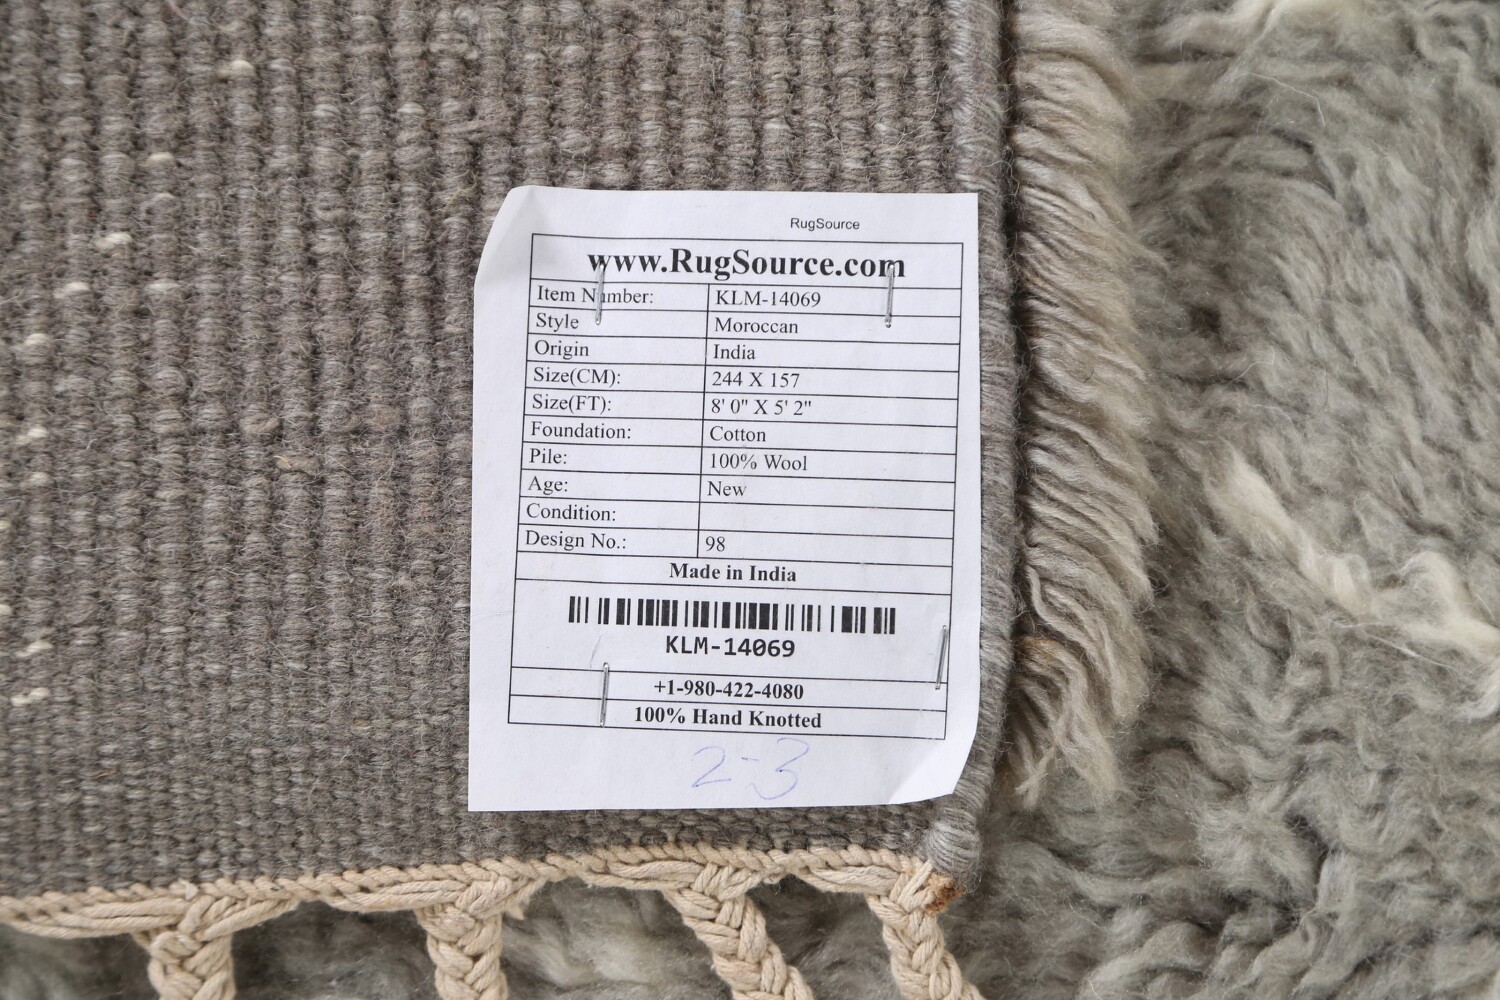 RugSource
www.RugSource.com
Item Number: KLM-14069
Style Moroccan
Origin India
Size(CM): 244 X 157
Size(FT): 8' 0" X 5' 2"
Foundation: Cotton
Pile: 100% Wool
Age: New
Condition:
Design No.: 98
Made in India
KLM-14069
+1-980-422-4080
100% Hand Knotted
2-3